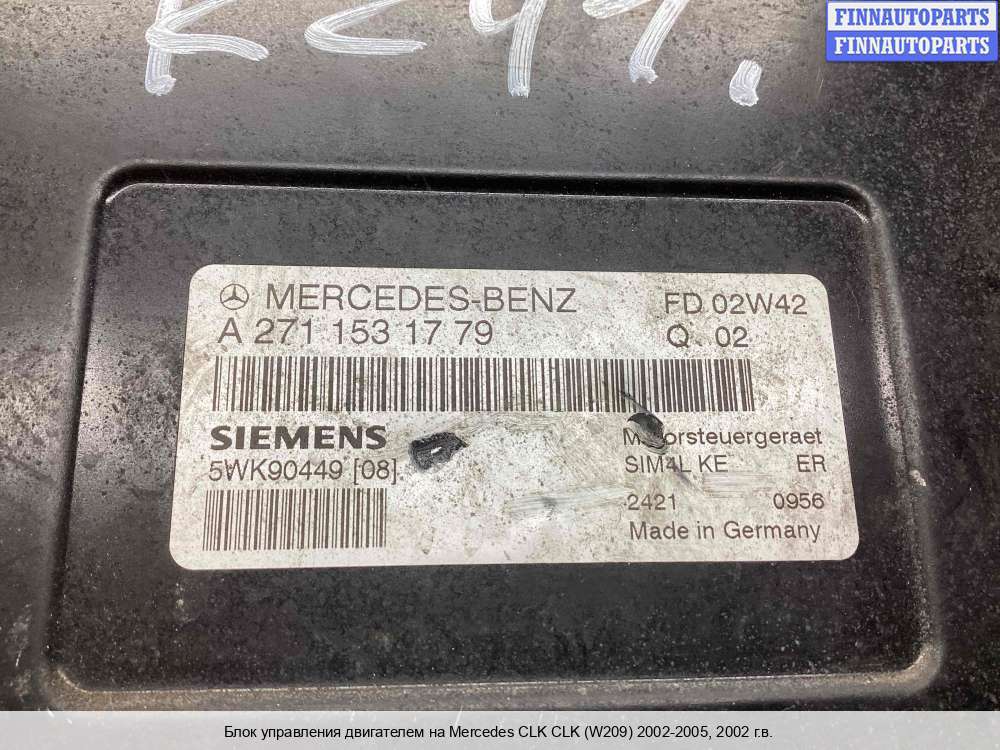 FINNAUTOPARTS
FINNAUTOPARTS
MERCEDES-BENZ
FD 02W42
A 271 153 17 79
Q. 02
SIEMENS
5WK90449 [08]
SIM4L KE ER
2421 0956
Made in Germany
Блок управления двигателем на Mercedes CLK CLK (W209) 2002-2005, 2002 г.в.